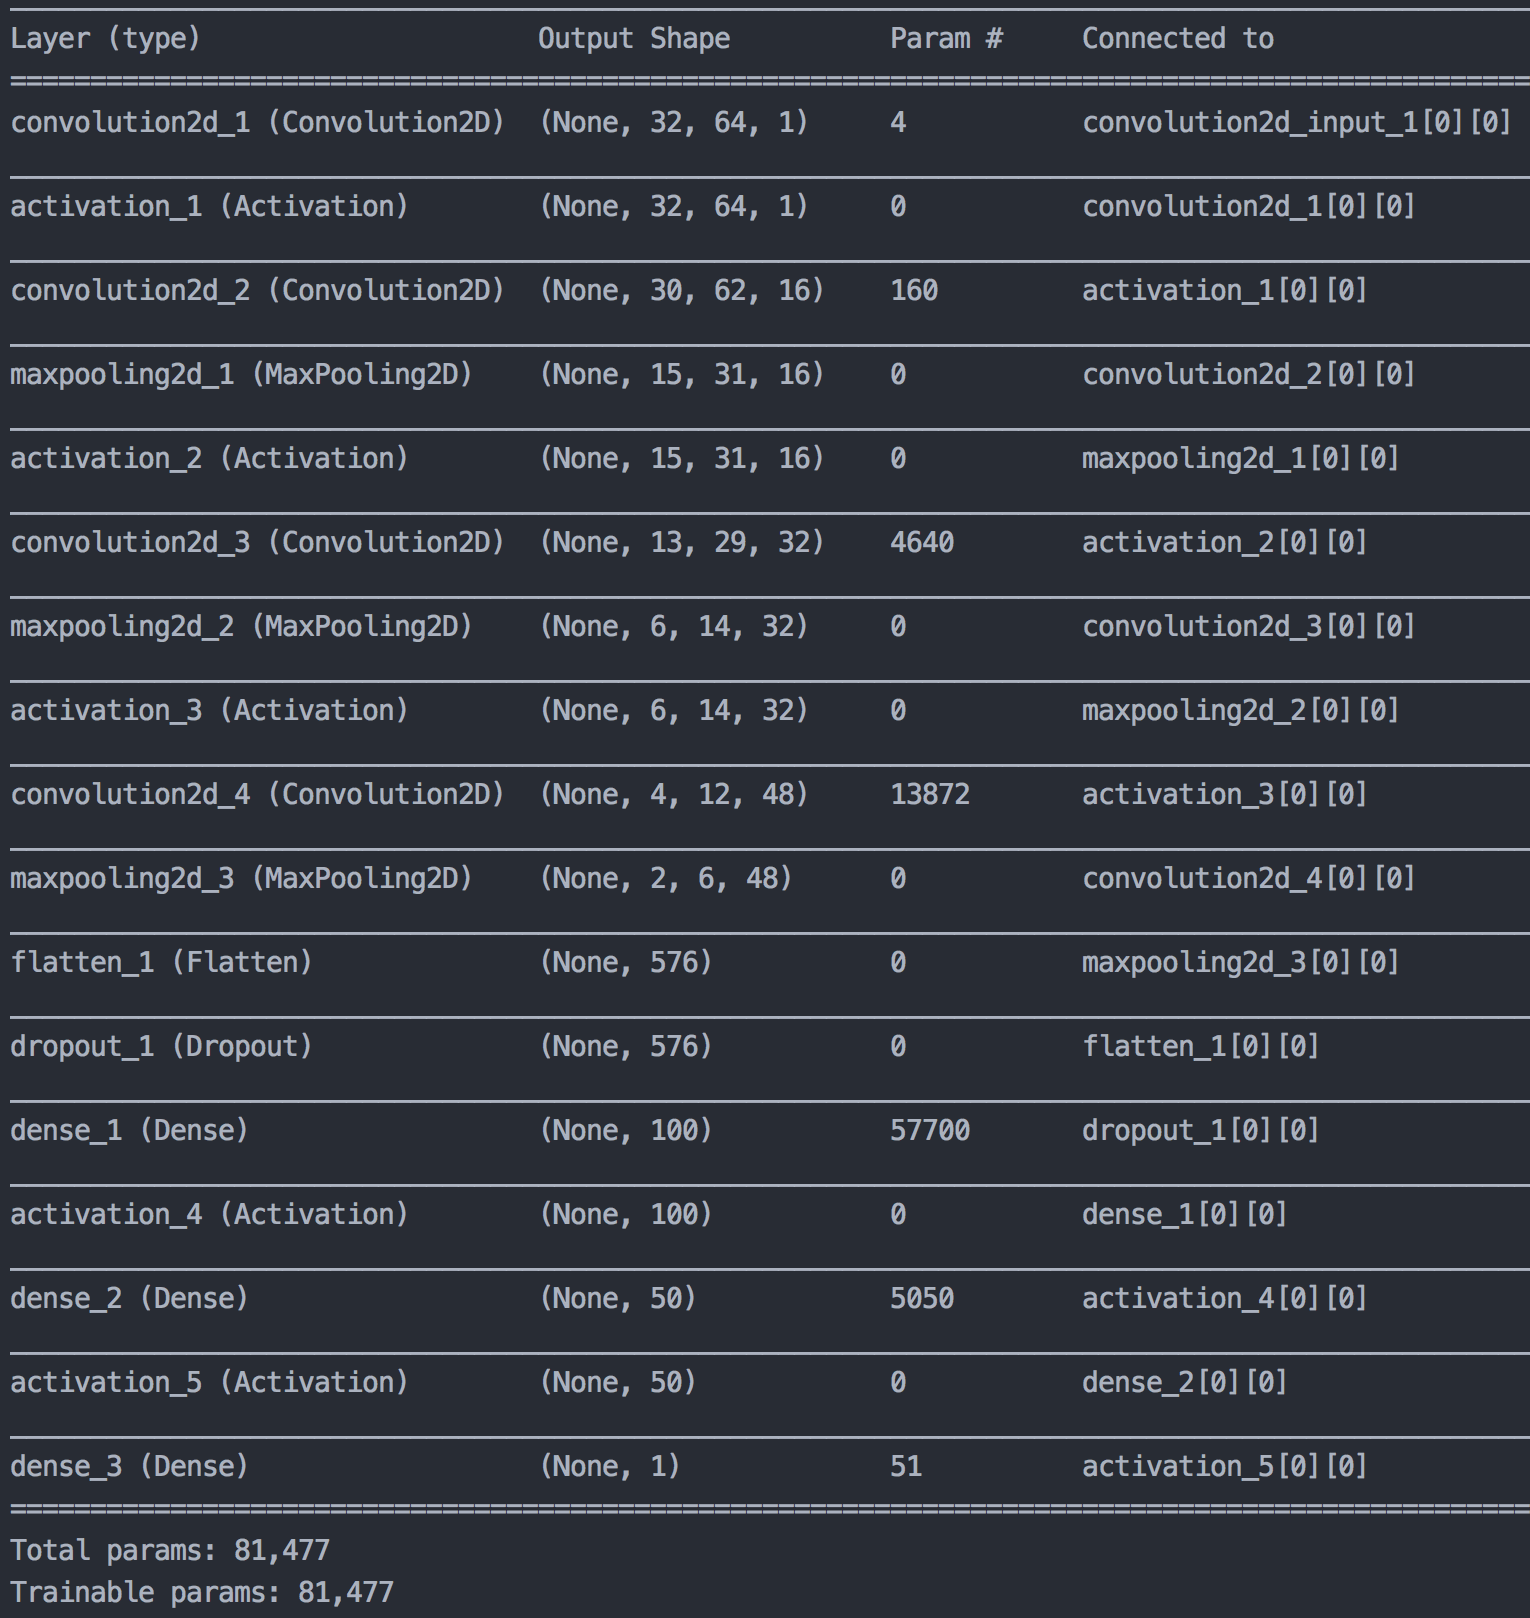 Layer (type) Output Shape Param # Connected to
====================================================================================================
convolution2d_1 (Convolution2D) (None, 32, 64, 1) 4 convolution2d_input_1[0][0]
activation_1 (Activation) (None, 32, 64, 1) 0 convolution2d_1[0][0]
convolution2d_2 (Convolution2D) (None, 30, 62, 16) 160 activation_1[0][0]
maxpooling2d_1 (MaxPooling2D) (None, 15, 31, 16) 0 convolution2d_2[0][0]
activation_2 (Activation) (None, 15, 31, 16) 0 maxpooling2d_1[0][0]
convolution2d_3 (Convolution2D) (None, 13, 29, 32) 4640 activation_2[0][0]
maxpooling2d_2 (MaxPooling2D) (None, 6, 14, 32) 0 convolution2d_3[0][0]
activation_3 (Activation) (None, 6, 14, 32) 0 maxpooling2d_2[0][0]
convolution2d_4 (Convolution2D) (None, 4, 12, 48) 13872 activation_3[0][0]
maxpooling2d_3 (MaxPooling2D) (None, 2, 6, 48) 0 convolution2d_4[0][0]
flatten_1 (Flatten) (None, 576) 0 maxpooling2d_3[0][0]
dropout_1 (Dropout) (None, 576) 0 flatten_1[0][0]
dense_1 (Dense) (None, 100) 57700 dropout_1[0][0]
activation_4 (Activation) (None, 100) 0 dense_1[0][0]
dense_2 (Dense) (None, 50) 5050 activation_4[0][0]
activation_5 (Activation) (None, 50) 0 dense_2[0][0]
dense_3 (Dense) (None, 1) 51 activation_5[0][0]
====================================================================================================
Total params: 81,477
Trainable params: 81,477